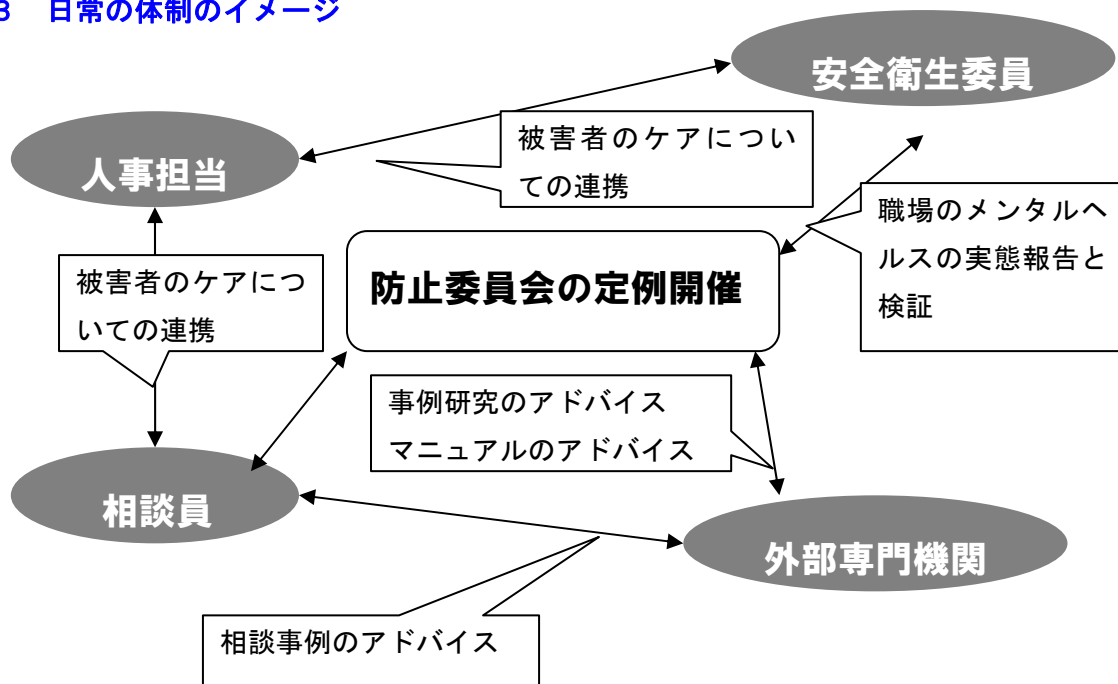 3 日常の体制のイメージ
安全衛生委員
人事担当
被害者のケアについ
ての連携
職場のメンタルヘ
ルスの実態報告と
検証
被害者のケアにつ
いての連携
防止委員会の定例開催
事例研究のアドバイス
マニュアルのアドバイス
相談員
外部専門機関
相談事例のアドバイス